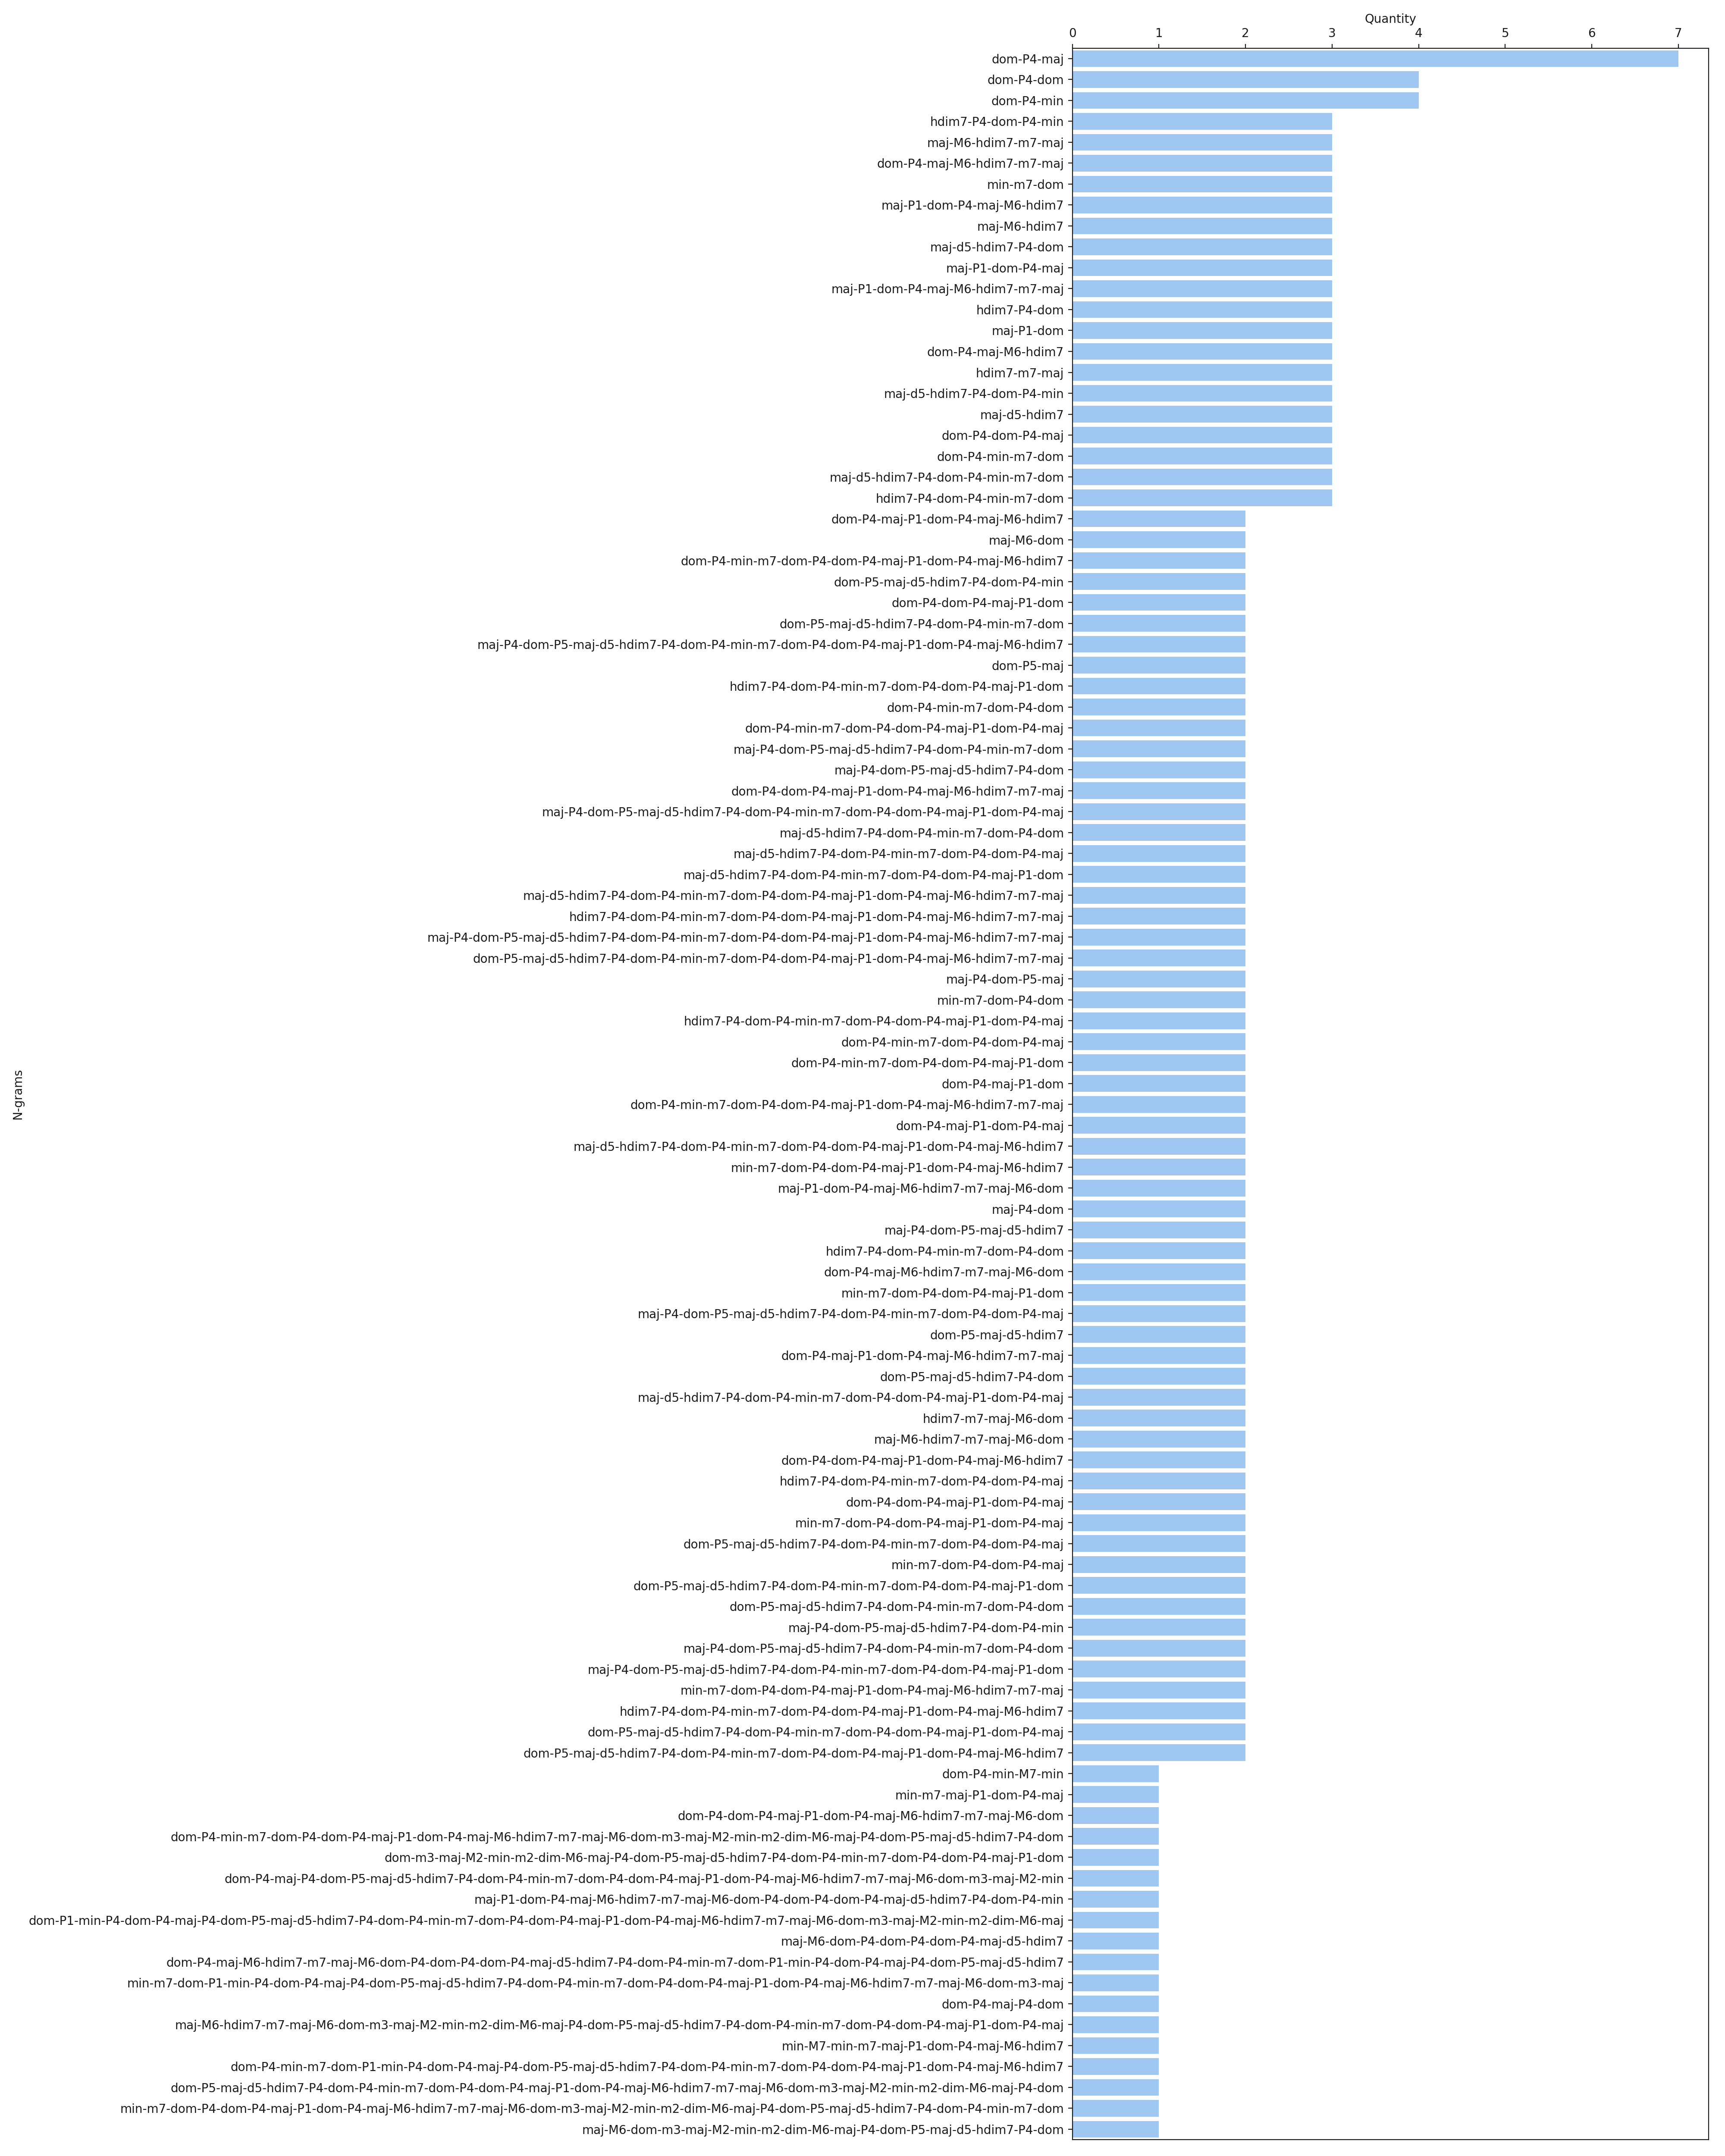 Quantity
0 1 2 3 4 5 6 7
dom-P4-maj
dom-P4-dom
dom-P4-min
hdim7-P4-dom-P4-min
maj-M6-hdim7-m7-maj
dom-P4-maj-M6-hdim7-m7-maj
min-m7-dom
maj-P1-dom-P4-maj-M6-hdim7
maj-M6-hdim7
maj-d5-hdim7-P4-dom
maj-P1-dom-P4-maj
maj-P1-dom-P4-maj-M6-hdim7-m7-maj
hdim7-P4-dom
maj-P1-dom
dom-P4-maj-M6-hdim7
hdim7-m7-maj
maj-d5-hdim7-P4-dom-P4-min
maj-d5-hdim7
dom-P4-dom-P4-maj
dom-P4-min-m7-dom
maj-d5-hdim7-P4-dom-P4-min-m7-dom
hdim7-P4-dom-P4-min-m7-dom
dom-P4-maj-P1-dom-P4-maj-M6-hdim7
maj-M6-dom
dom-P4-min-m7-dom-P4-dom-P4-maj-P1-dom-P4-maj-M6-hdim7
dom-P5-maj-d5-hdim7-P4-dom-P4-min
dom-P4-dom-P4-maj-P1-dom
dom-P5-maj-d5-hdim7-P4-dom-P4-min-m7-dom
maj-P4-dom-P5-maj-d5-hdim7-P4-dom-P4-min-m7-dom-P4-dom-P4-maj-P1-dom-P4-maj-M6-hdim7
dom-P5-maj
hdim7-P4-dom-P4-min-m7-dom-P4-dom-P4-maj-P1-dom
dom-P4-min-m7-dom-P4-dom
dom-P4-min-m7-dom-P4-dom-P4-maj-P1-dom-P4-maj
maj-P4-dom-P5-maj-d5-hdim7-P4-dom-P4-min-m7-dom
maj-P4-dom-P5-maj-d5-hdim7-P4-dom
dom-P4-dom-P4-maj-P1-dom-P4-maj-M6-hdim7-m7-maj
maj-P4-dom-P5-maj-d5-hdim7-P4-dom-P4-min-m7-dom-P4-dom-P4-maj-P1-dom-P4-maj
maj-d5-hdim7-P4-dom-P4-min-m7-dom-P4-dom
maj-d5-hdim7-P4-dom-P4-min-m7-dom-P4-dom-P4-maj
maj-d5-hdim7-P4-dom-P4-min-m7-dom-P4-dom-P4-maj-P1-dom
maj-d5-hdim7-P4-dom-P4-min-m7-dom-P4-dom-P4-maj-P1-dom-P4-maj-M6-hdim7-m7-maj
hdim7-P4-dom-P4-min-m7-dom-P4-dom-P4-maj-P1-dom-P4-maj-M6-hdim7-m7-maj
maj-P4-dom-P5-maj-d5-hdim7-P4-dom-P4-min-m7-dom-P4-dom-P4-maj-P1-dom-P4-maj-M6-hdim7-m7-maj
dom-P5-maj-d5-hdim7-P4-dom-P4-min-m7-dom-P4-dom-P4-maj-P1-dom-P4-maj-M6-hdim7-m7-maj
maj-P4-dom-P5-maj
min-m7-dom-P4-dom
hdim7-P4-dom-P4-min-m7-dom-P4-dom-P4-maj-P1-dom-P4-maj
dom-P4-min-m7-dom-P4-dom-P4-maj
dom-P4-min-m7-dom-P4-dom-P4-maj-P1-dom
dom-P4-maj-P1-dom
dom-P4-min-m7-dom-P4-dom-P4-maj-P1-dom-P4-maj-M6-hdim7-m7-maj
dom-P4-maj-P1-dom-P4-maj
maj-d5-hdim7-P4-dom-P4-min-m7-dom-P4-dom-P4-maj-P1-dom-P4-maj-M6-hdim7
min-m7-dom-P4-dom-P4-maj-P1-dom-P4-maj-M6-hdim7
maj-P1-dom-P4-maj-M6-hdim7-m7-maj-M6-dom
maj-P4-dom
maj-P4-dom-P5-maj-d5-hdim7
hdim7-P4-dom-P4-min-m7-dom-P4-dom
dom-P4-maj-M6-hdim7-m7-maj-M6-dom
min-m7-dom-P4-dom-P4-maj-P1-dom
maj-P4-dom-P5-maj-d5-hdim7-P4-dom-P4-min-m7-dom-P4-dom-P4-maj
dom-P5-maj-d5-hdim7
dom-P4-maj-P1-dom-P4-maj-M6-hdim7-m7-maj
dom-P5-maj-d5-hdim7-P4-dom
maj-d5-hdim7-P4-dom-P4-min-m7-dom-P4-dom-P4-maj-P1-dom-P4-maj
hdim7-m7-maj-M6-dom
maj-M6-hdim7-m7-maj-M6-dom
dom-P4-dom-P4-maj-P1-dom-P4-maj-M6-hdim7
hdim7-P4-dom-P4-min-m7-dom-P4-dom-P4-maj
dom-P4-dom-P4-maj-P1-dom-P4-maj
min-m7-dom-P4-dom-P4-maj-P1-dom-P4-maj
dom-P5-maj-d5-hdim7-P4-dom-P4-min-m7-dom-P4-dom-P4-maj
min-m7-dom-P4-dom-P4-maj
dom-P5-maj-d5-hdim7-P4-dom-P4-min-m7-dom-P4-dom-P4-maj-P1-dom
dom-P5-maj-d5-hdim7-P4-dom-P4-min-m7-dom-P4-dom
maj-P4-dom-P5-maj-d5-hdim7-P4-dom-P4-min
maj-P4-dom-P5-maj-d5-hdim7-P4-dom-P4-min-m7-dom-P4-dom
maj-P4-dom-P5-maj-d5-hdim7-P4-dom-P4-min-m7-dom-P4-dom-P4-maj-P1-dom
min-m7-dom-P4-dom-P4-maj-P1-dom-P4-maj-M6-hdim7-m7-maj
hdim7-P4-dom-P4-min-m7-dom-P4-dom-P4-maj-P1-dom-P4-maj-M6-hdim7
dom-P5-maj-d5-hdim7-P4-dom-P4-min-m7-dom-P4-dom-P4-maj-P1-dom-P4-maj
dom-P5-maj-d5-hdim7-P4-dom-P4-min-m7-dom-P4-dom-P4-maj-P1-dom-P4-maj-M6-hdim7
dom-P4-min-M7-min
min-m7-maj-P1-dom-P4-maj
dom-P4-dom-P4-maj-P1-dom-P4-maj-M6-hdim7-m7-maj-M6-dom
dom-P4-min-m7-dom-P4-dom-P4-maj-P1-dom-P4-maj-M6-hdim7-m7-maj-M6-dom-m3-maj-M2-min-m2-dim-M6-maj-P4-dom-P5-maj-d5-hdim7-P4-dom
dom-m3-maj-M2-min-m2-dim-M6-maj-P4-dom-P5-maj-d5-hdim7-P4-dom-P4-min-m7-dom-P4-dom-P4-maj-P1-dom
dom-P4-maj-P4-dom-P5-maj-d5-hdim7-P4-dom-P4-min-m7-dom-P4-dom-P4-maj-P1-dom-P4-maj-M6-hdim7-m7-maj-M6-dom-m3-maj-M2-min
maj-P1-dom-P4-maj-M6-hdim7-m7-maj-M6-dom-P4-dom-P4-dom-P4-maj-d5-hdim7-P4-dom-P4-min
dom-P1-min-P4-dom-P4-maj-P4-dom-P5-maj-d5-hdim7-P4-dom-P4-min-m7-dom-P4-dom-P4-maj-P1-dom-P4-maj-M6-hdim7-m7-maj-M6-dom-m3-maj-M2-min-m2-dim-M6-maj
maj-M6-dom-P4-dom-P4-dom-P4-maj-d5-hdim7
dom-P4-maj-M6-hdim7-m7-maj-M6-dom-P4-dom-P4-dom-P4-maj-d5-hdim7-P4-dom-P4-min-m7-dom-P1-min-P4-dom-P4-maj-P4-dom-P5-maj-d5-hdim7
min-m7-dom-P1-min-P4-dom-P4-maj-P4-dom-P5-maj-d5-hdim7-P4-dom-P4-min-m7-dom-P4-dom-P4-maj-P1-dom-P4-maj-M6-hdim7-m7-maj-M6-dom-m3-maj
dom-P4-maj-P4-dom
maj-M6-hdim7-m7-maj-M6-dom-m3-maj-M2-min-m2-dim-M6-maj-P4-dom-P5-maj-d5-hdim7-P4-dom-P4-min-m7-dom-P4-dom-P4-maj-P1-dom-P4-maj
min-M7-min-m7-maj-P1-dom-P4-maj-M6-hdim7
dom-P4-min-m7-dom-P1-min-P4-dom-P4-maj-P4-dom-P5-maj-d5-hdim7-P4-dom-P4-min-m7-dom-P4-dom-P4-maj-P1-dom-P4-maj-M6-hdim7
dom-P5-maj-d5-hdim7-P4-dom-P4-min-m7-dom-P4-dom-P4-maj-P1-dom-P4-maj-M6-hdim7-m7-maj-M6-dom-m3-maj-M2-min-m2-dim-M6-maj-P4-dom
min-m7-dom-P4-dom-P4-maj-P1-dom-P4-maj-M6-hdim7-m7-maj-M6-dom-m3-maj-M2-min-m2-dim-M6-maj-P4-dom-P5-maj-d5-hdim7-P4-dom-P4-min-m7-dom
maj-M6-dom-m3-maj-M2-min-m2-dim-M6-maj-P4-dom-P5-maj-d5-hdim7-P4-dom
N-grams